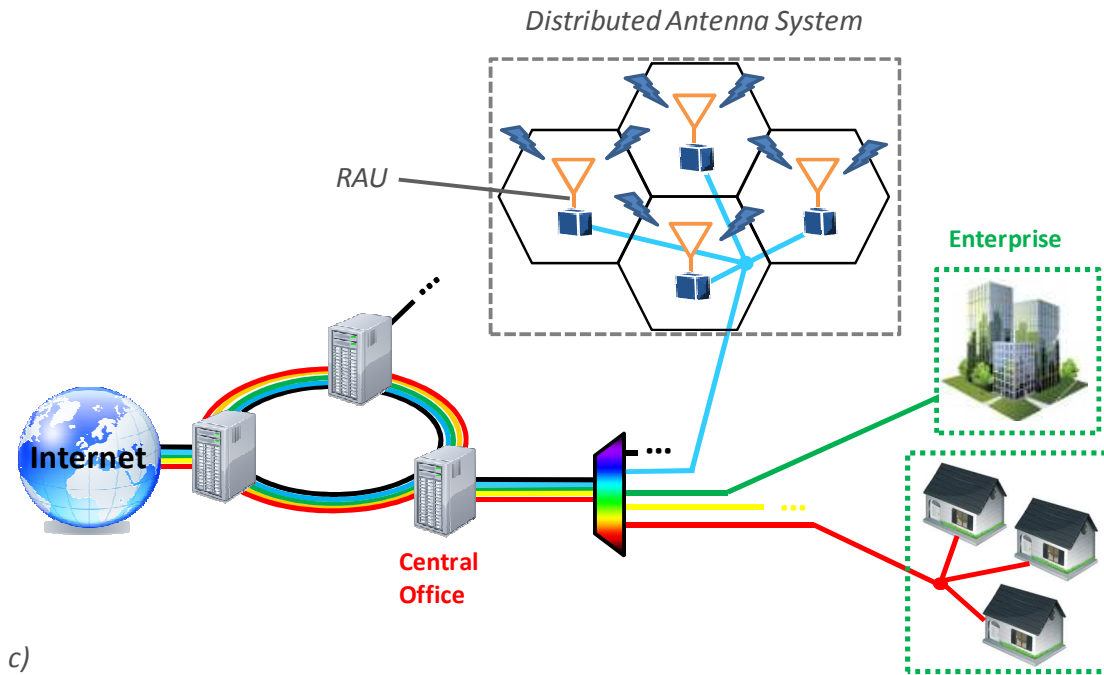 Distributed Antenna System
RAU
Enterprise
Internet
Central
Office
c)